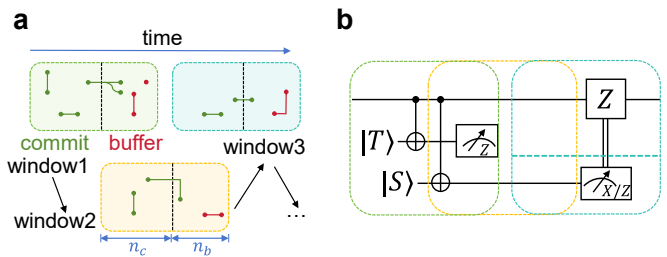 a
time
commit buffer
window1
window2
window3
...
n_c n_b
b
Z
|T⟩
Z
|S⟩
X/Z